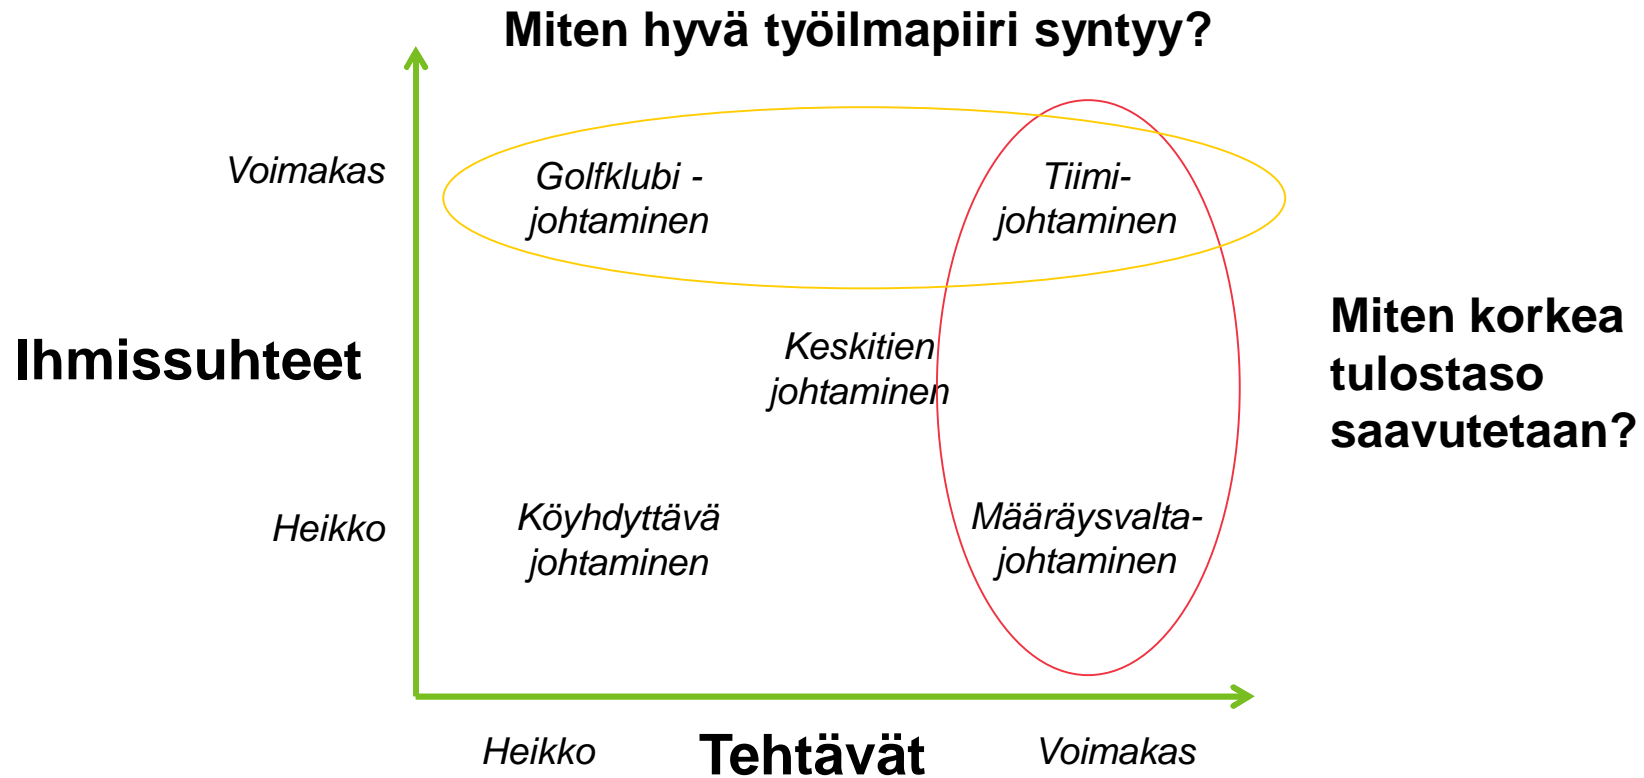 Miten hyvä työilmapiiri syntyy?
Voimakas
Golfklubi -
johtaminen
Tiimi-
johtaminen
Ihmissuhteet
Keskitien
johtaminen
Miten korkea
tulostaso
saavutetaan?
Heikko
Köyhdyttävä
johtaminen
Määräysvalta-
johtaminen
Heikko
Tehtävät
Voimakas